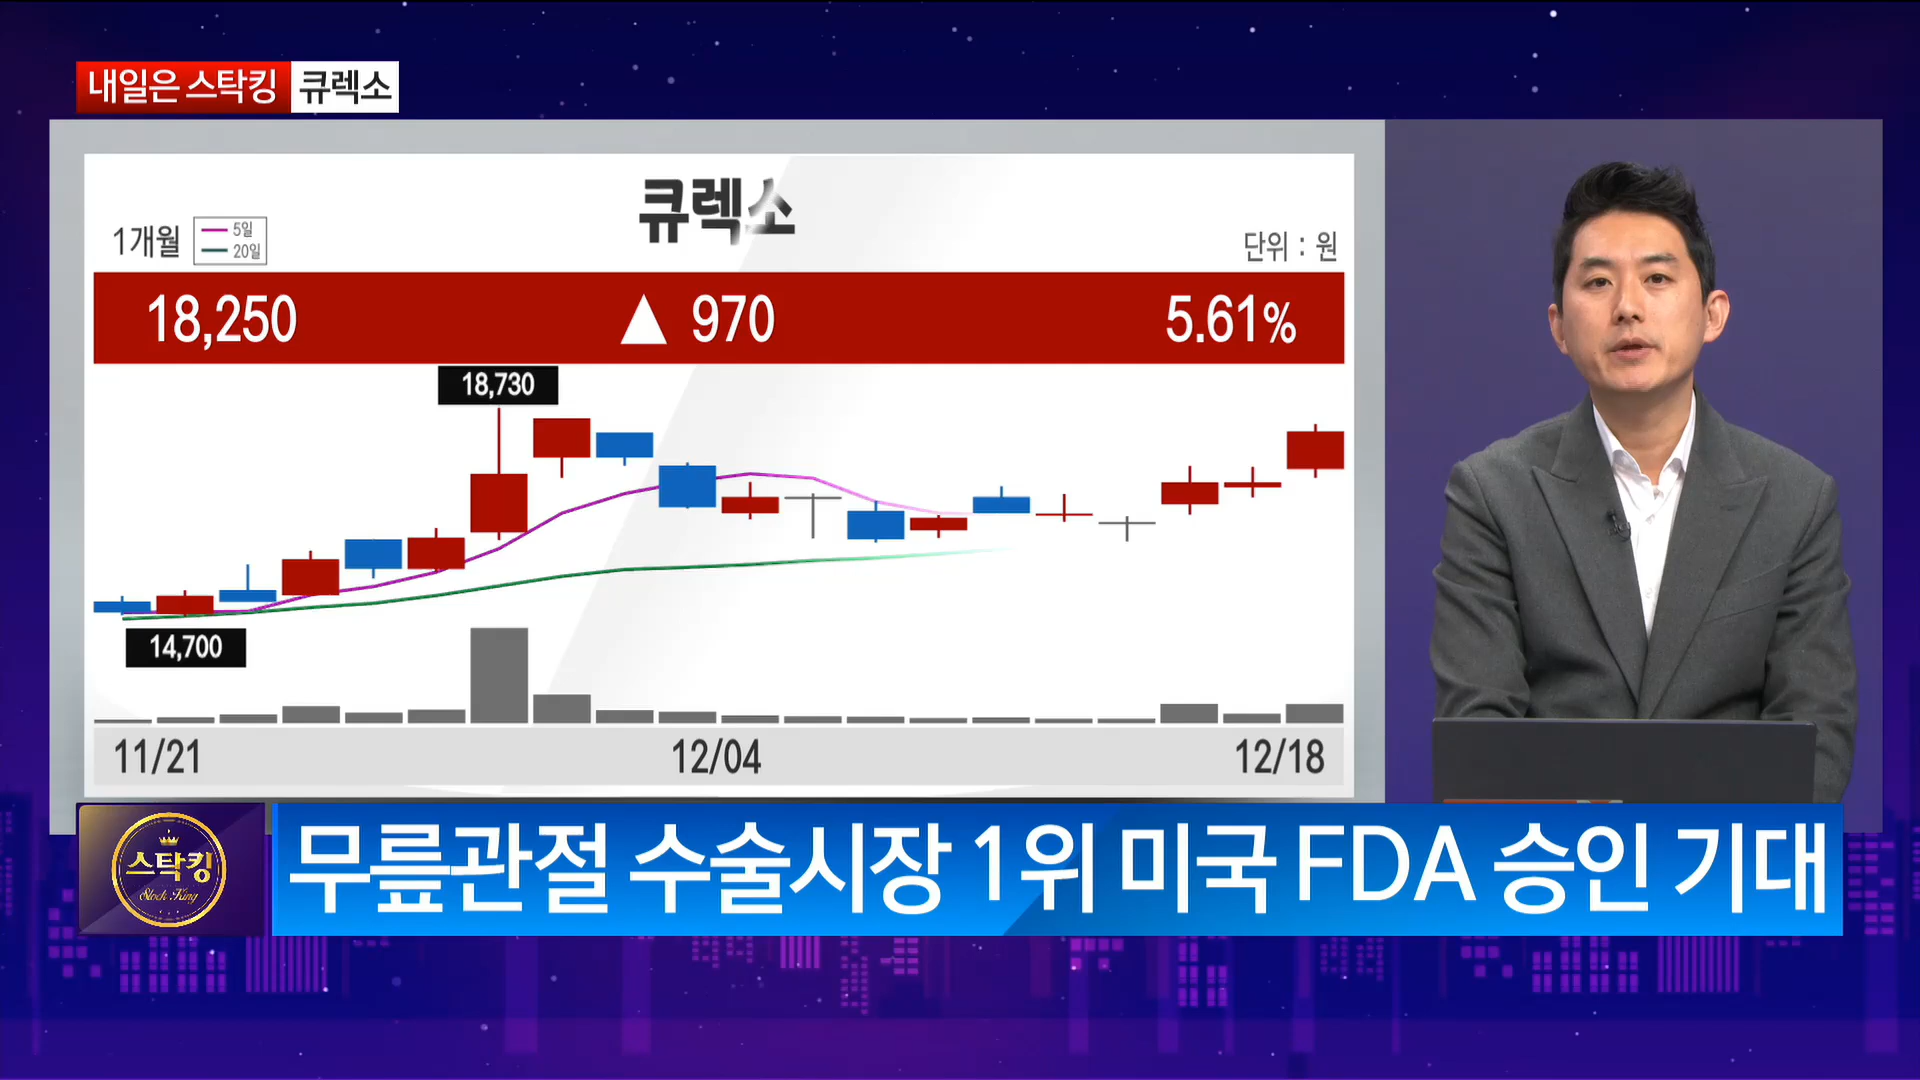 내일은 스탁킹 큐렉소
큐렉소
1개월
5일
20일
단위 : 원
18,250 ▲ 970 5.61%
18,730
14,700
11/21 12/04 12/18
스탁킹
Stock King
무릎관절 수술시장 1위 미국 FDA 승인 기대